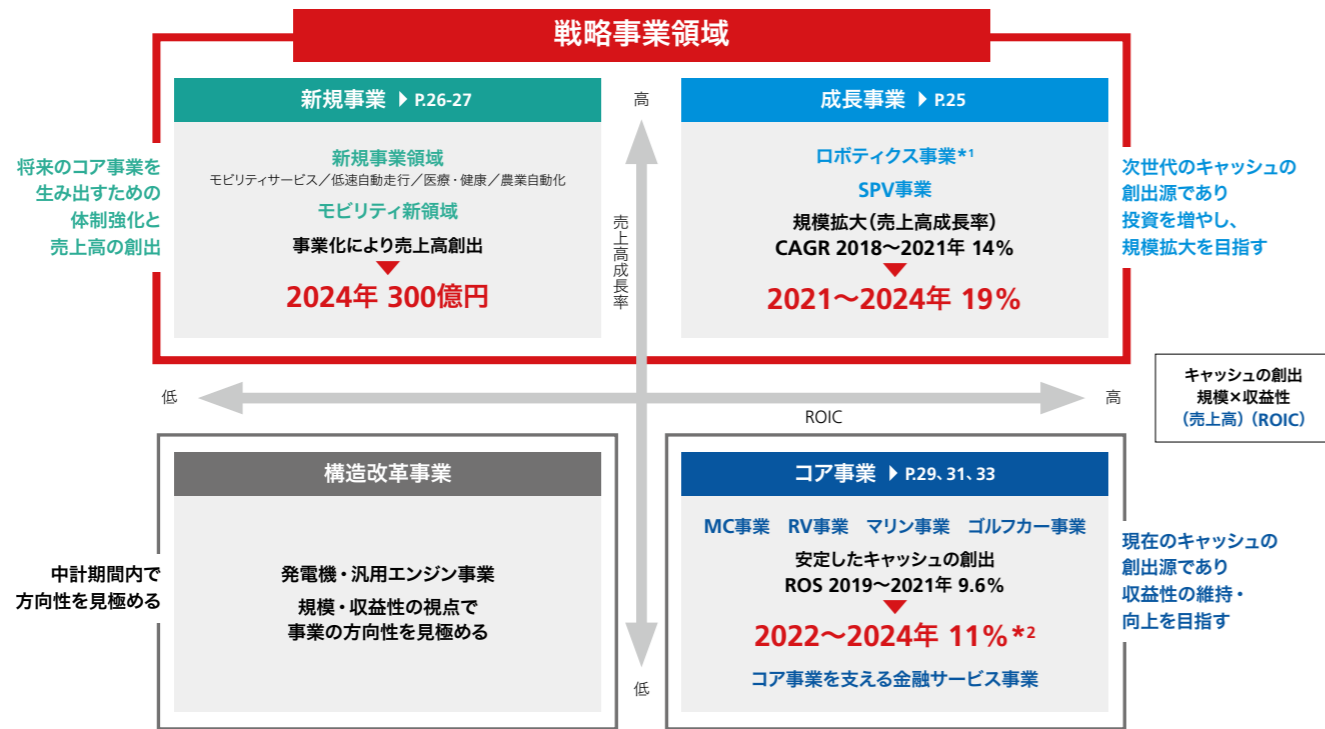 戦略事業領域
将来のコア事業を
生み出すための
体制強化と
売上高の創出
新規事業 ▶ P.26-27
新規事業領域
モビリティサービス／低速自動走行／医療・健康／農業自動化
モビリティ新領域
事業化により売上高創出
2024年 300億円
高
売上高成長率
成長事業 ▶ P.25
ロボティクス事業*1
SPV事業
規模拡大（売上高成長率）
CAGR 2018～2021年 14%
2021～2024年 19%
次世代のキャッシュの
創出源であり
投資を増やし、
規模拡大を目指す
低
高
ROIC
キャッシュの創出
規模×収益性
（売上高）（ROIC）
中計期間内で
方向性を見極める
構造改革事業
発電機・汎用エンジン事業
規模・収益性の視点で
事業の方向性を見極める
低
コア事業 ▶ P.29、31、33
MC事業 RV事業 マリン事業 ゴルフカー事業
安定したキャッシュの創出
ROS 2019～2021年 9.6%
2022～2024年 11%*2
コア事業を支える金融サービス事業
現在のキャッシュの
創出源であり
収益性の維持・
向上を目指す